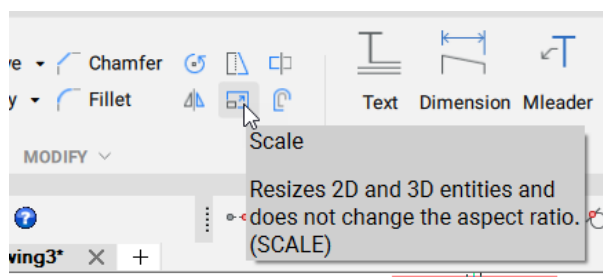 ve Chamfer
y Fillet
Text Dimension Mleader
MODIFY
Scale
Resizes 2D and 3D entities and
does not change the aspect ratio.
(SCALE)
?
wing3* × +